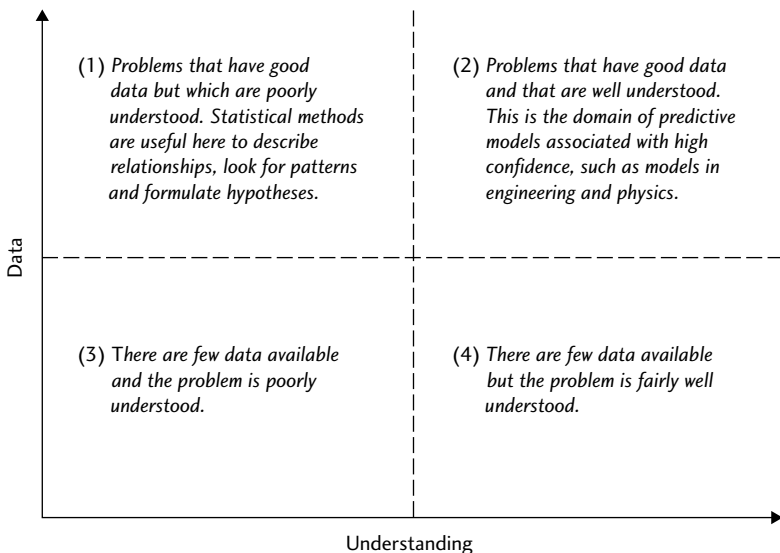 (1) Problems that have good
data but which are poorly
understood. Statistical methods
are useful here to describe
relationships, look for patterns
and formulate hypotheses.
(2) Problems that have good data
and that are well understood.
This is the domain of predictive
models associated with high
confidence, such as models in
engineering and physics.
Data
(3) There are few data available
and the problem is poorly
understood.
(4) There are few data available
but the problem is fairly well
understood.
Understanding